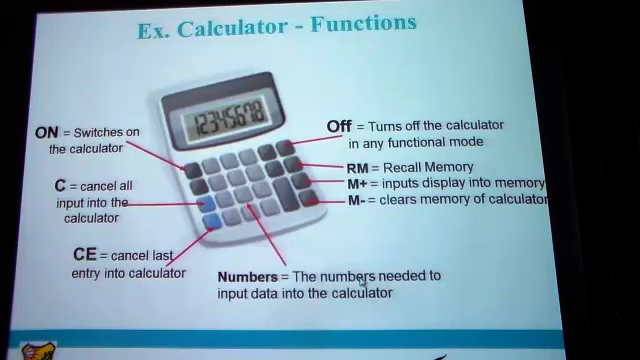 Ex. Calculator - Functions
12345678
ON = Switches on
the calculator
Off = Turns off the calculator
in any functional mode
RM = Recall Memory
M+ = inputs display into memory
M- = clears memory of calculator
C = cancel all
input into the
calculator
CE = cancel last
entry into calculator
Numbers = The numbers needed to
input data into the calculator